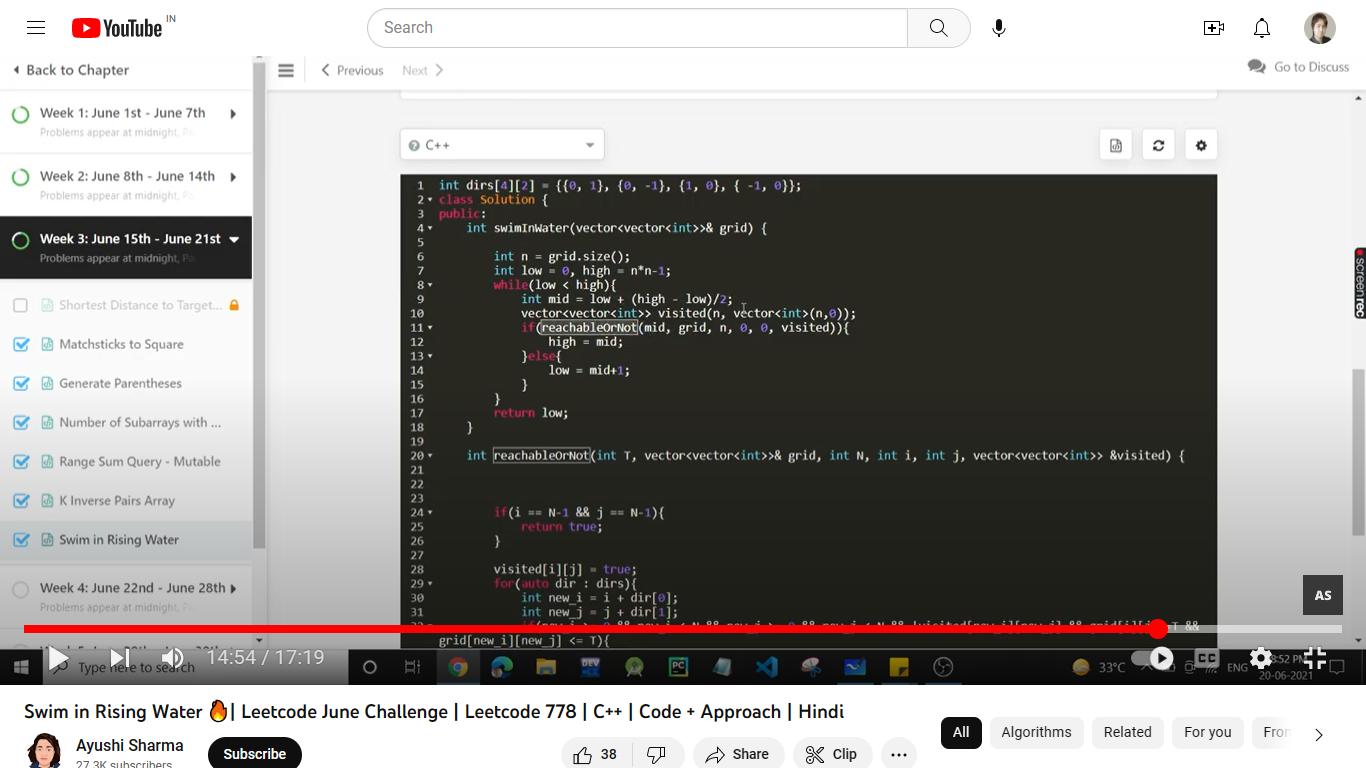 YouTube IN
Search
Back to Chapter
Previous Next
Go to Discuss
Week 1: June 1st - June 7th
Problems appear at midnight,
Week 2: June 8th - June 14th
Problems appear at midnight,
Week 3: June 15th - June 21st
Problems appear at midnight,
Shortest Distance to Target...
Matchsticks to Square
Generate Parentheses
Number of Subarrays with ...
Range Sum Query - Mutable
K Inverse Pairs Array
Swim in Rising Water
Week 4: June 22nd - June 28th
Problems appear at midnight,
C++
1 int dirs[4][2] = {{0, 1}, {0, -1}, {1, 0}, { -1, 0}};
2 class Solution {
3 public:
4 int swimInWater(vector<vector<int>>& grid) {
5
6 int n = grid.size();
7 int low = 0, high = n*n-1;
8 while(low < high){
9 int mid = low + (high - low)/2;
10 vector<vector<int>> visited(n, vector<int>(n,0));
11 if(reachableOrNot(mid, grid, n, 0, 0, visited)){
12 high = mid;
13 }else{
14 low = mid+1;
15 }
16 }
17 return low;
18 }
19
20 int reachableOrNot(int T, vector<vector<int>>& grid, int N, int i, int j, vector<vector<int>> &visited) {
21
22
23
24 if(i == N-1 && j == N-1){
25 return true;
26 }
27
28 visited[i][j] = true;
29 for(auto dir : dirs){
30 int new_i = i + dir[0];
31 int new_j = j + dir[1];
grid[new_i][new_j] <= T){
screenrec
AS
14:54 / 17:19
Type here to search
DEV
PC
CC
33°C
ENG
20-06-2021
Swim in Rising Water 🔥| Leetcode June Challenge | Leetcode 778 | C++ | Code + Approach | Hindi
Ayushi Sharma
27.3K subscribers
Subscribe
38
Share
Clip
All
Algorithms
Related
For you
From